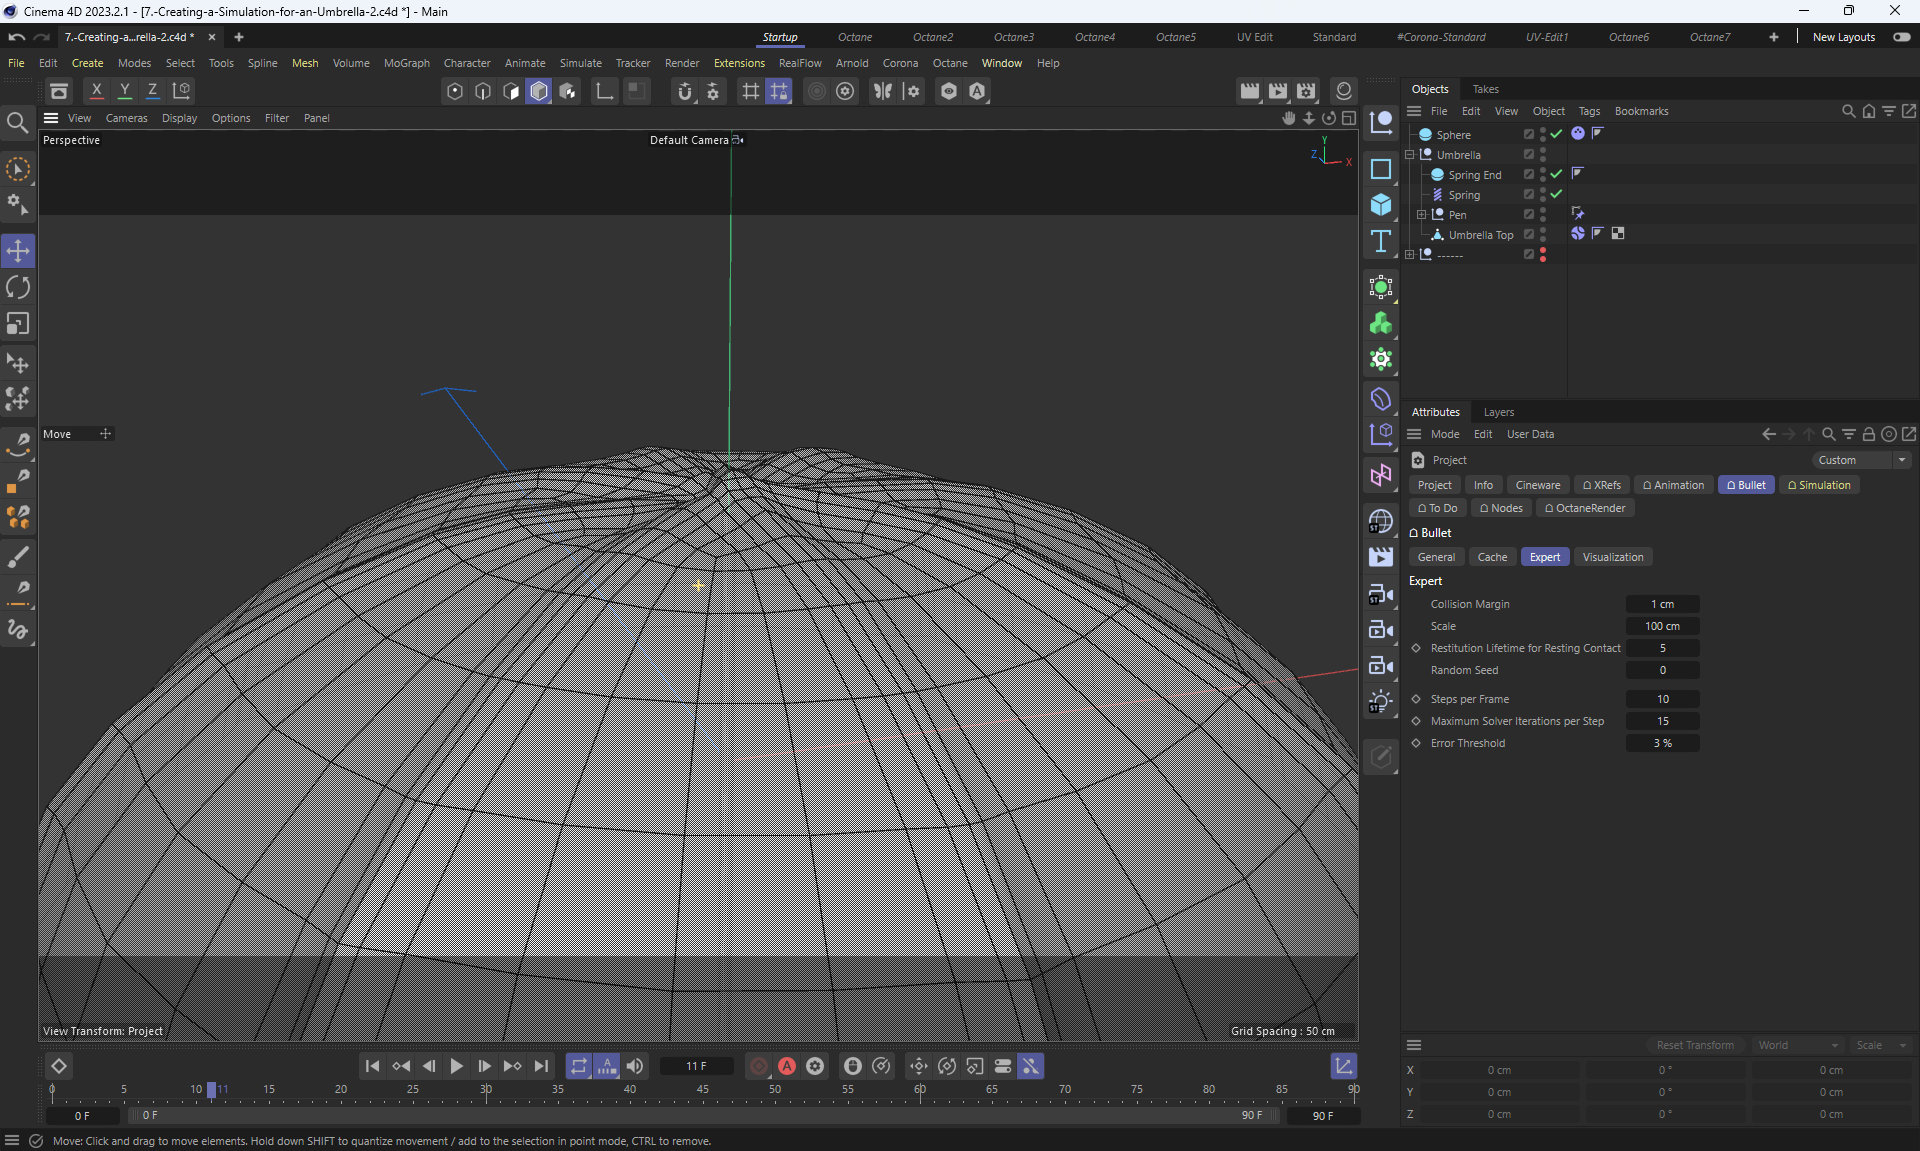 Cinema 4D 2023.2.1 - [7.-Creating-a-Simulation-for-an-Umbrella-2.c4d *] - Main
7.-Creating-a...rella-2.c4d *
Startup Octane Octane2 Octane3 Octane4 Octane5 UV Edit Standard #Corona-Standard UV-Edit1 Octane6 Octane7 New Layouts
File Edit Create Modes Select Tools Spline Mesh Volume MoGraph Character Animate Simulate Tracker Render Extensions RealFlow Arnold Corona Octane Window Help
X Y Z
View Cameras Display Options Filter Panel
Perspective
Default Camera
Y
Z
X
Move
View Transform: Project
Grid Spacing : 50 cm
Objects Takes
File Edit View Object Tags Bookmarks
Sphere
Umbrella
Spring End
Spring
Pen
Umbrella Top
------
Attributes Layers
Mode Edit User Data
Project
Custom
Project Info Cineware XRefs Animation Bullet Simulation
To Do Nodes OctaneRender
Bullet
General Cache Expert Visualization
Expert
Collision Margin 1 cm
Scale 100 cm
Restitution Lifetime for Resting Contact 5
Random Seed 0
Steps per Frame 10
Maximum Solver Iterations per Step 15
Error Threshold 3 %
Reset Transform World Scale
X 0 cm 0 ° 0 cm
Y 0 cm 0 ° 0 cm
Z 0 cm 0 ° 0 cm
11 F
0 5 10 11 15 20 25 30 35 40 45 50 55 60 65 70 75 80 85 90
0 F 0 F 90 F 90 F
Move: Click and drag to move elements. Hold down SHIFT to quantize movement / add to the selection in point mode, CTRL to remove.